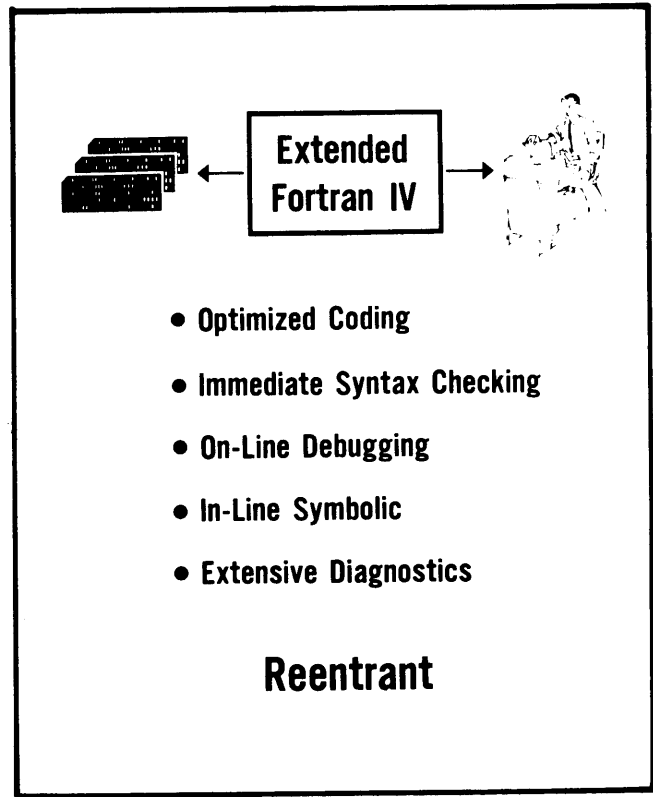 Extended
Fortran IV
• Optimized Coding
• Immediate Syntax Checking
• On-Line Debugging
• In-Line Symbolic
• Extensive Diagnostics
Reentrant